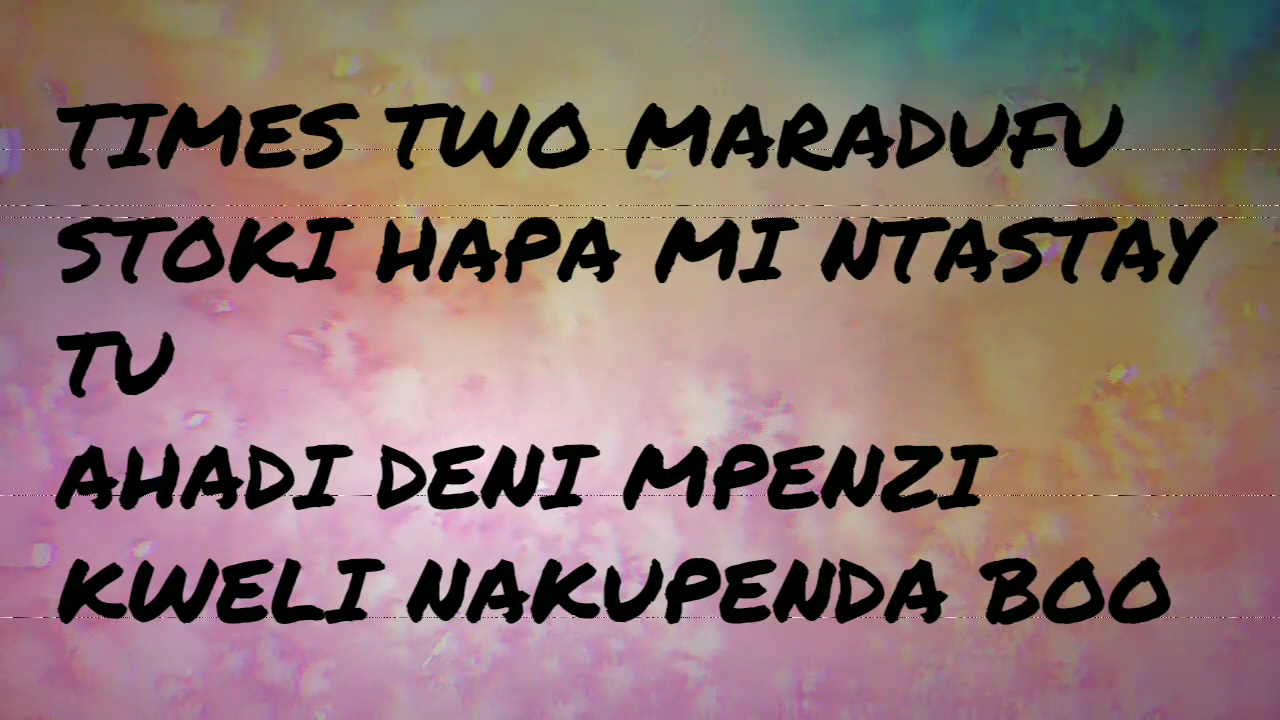 TIMES TWO MARADUFU
STOKI HAPA MI NTASTAY
TU
AHADI DENI MPENZI
KWELI NAKUPENDA BOO